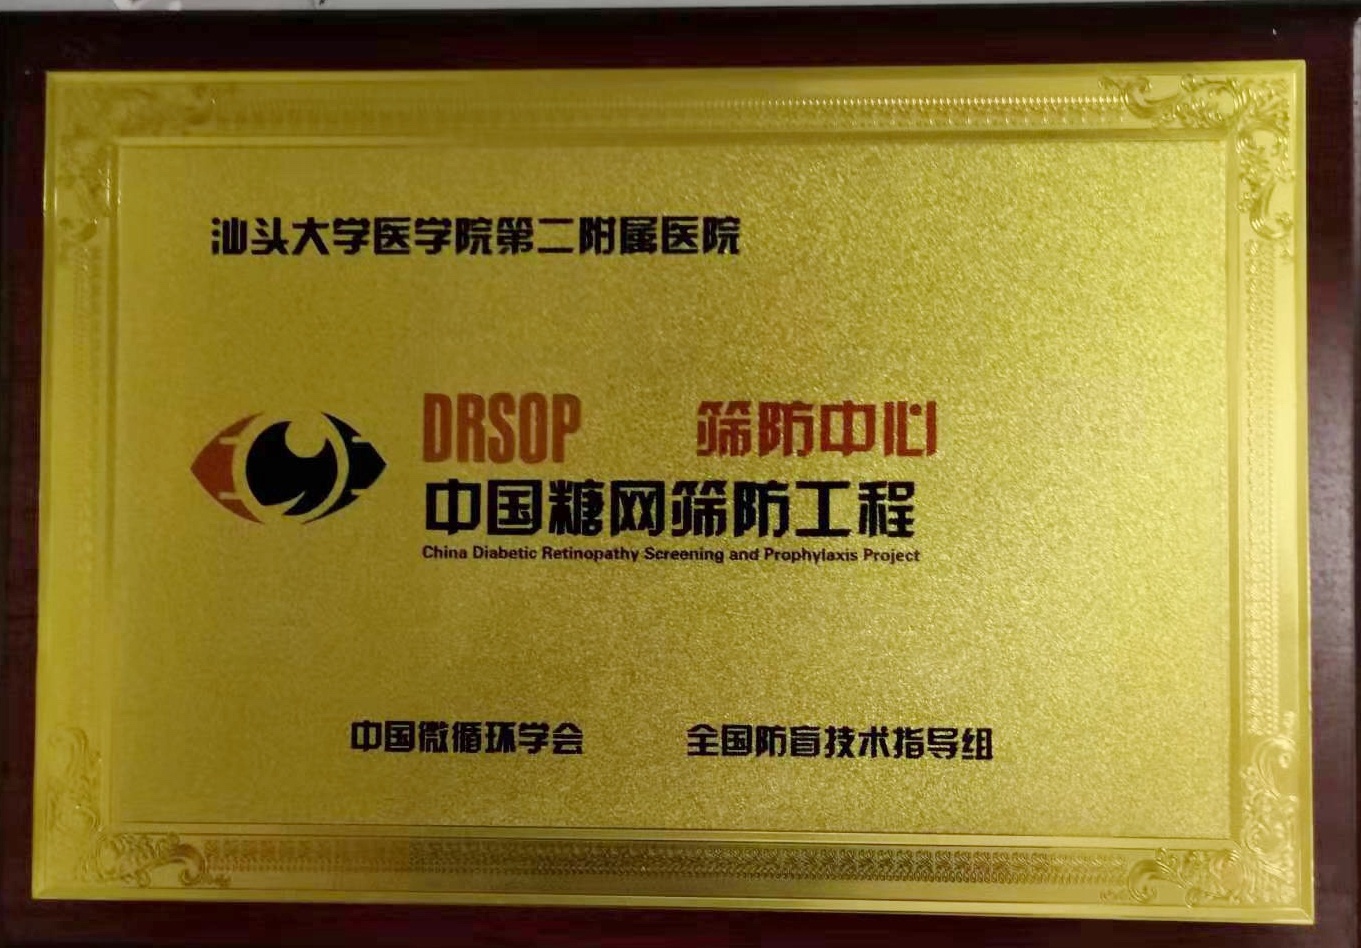 汕头大学医学院第二附属医院
DRSOP 筛防中心
中国糖网筛防工程
China Diabetic Retinopathy Screening and Prophylaxis Project
中国微循环学会 全国防盲技术指导组